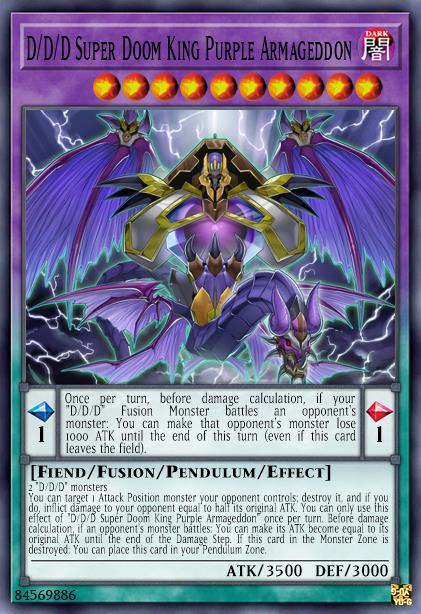 D/D/D Super Doom King Purple Armageddon
DARK
闇
Once per turn, before damage calculation, if your
"D/D/D" Fusion Monster battles an opponent's
monster: You can make that opponent's monster lose
1000 ATK until the end of this turn (even if this card
leaves the field).
1
1
[Fiend/Fusion/Pendulum/Effect]
2 "D/D/D" monsters
You can target 1 Attack Position monster your opponent controls; destroy it, and if you
do, inflict damage to your opponent equal to half its original ATK. You can only use this
effect of "D/D/D Super Doom King Purple Armageddon" once per turn. Before damage
calculation, if an opponent's monster battles: You can make its ATK become equal to its
original ATK until the end of the Damage Step. If this card in the Monster Zone is
destroyed: You can place this card in your Pendulum Zone.
ATK/3500 DEF/3000
84569886